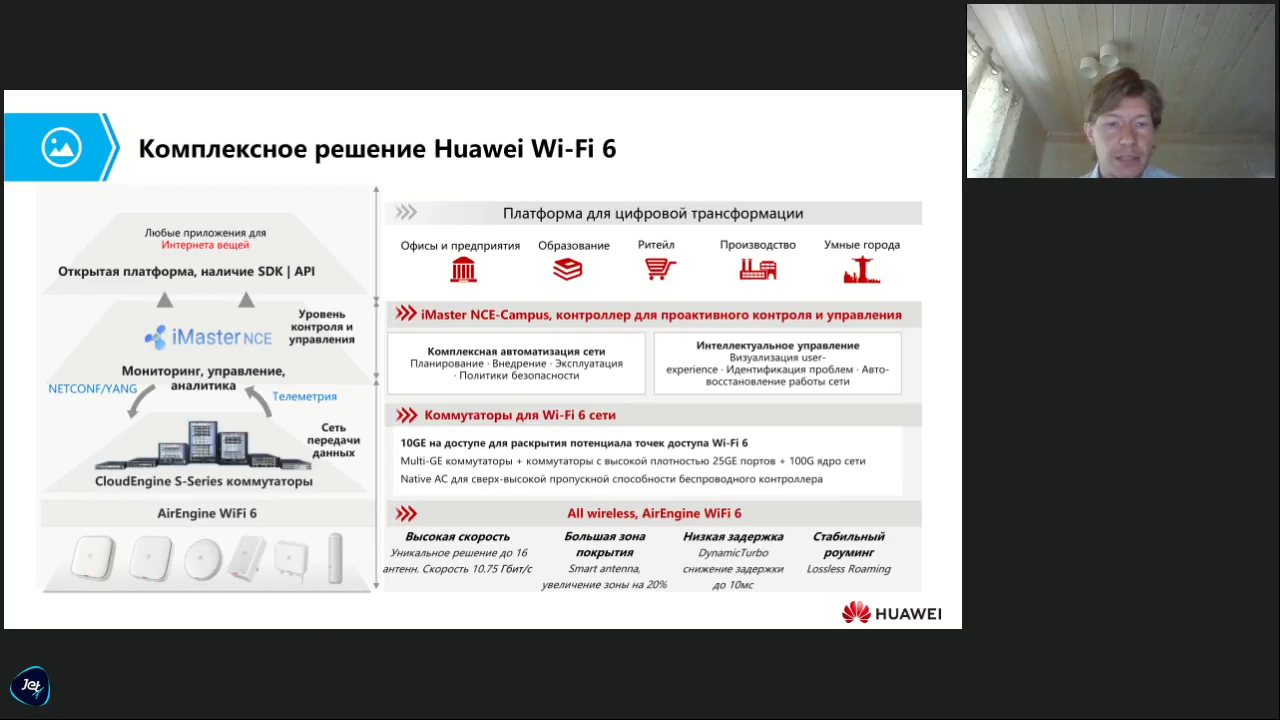 Комплексное решение Huawei Wi-Fi 6
Любые приложения для
Интернета вещей
Открытая платформа, наличие SDK | API
iMaster NCE
Уровень
контроля и
управления
Мониторинг, управление,
аналитика
NETCONF/YANG
Телеметрия
Сеть
передачи
данных
CloudEngine S-Series коммутаторы
AirEngine WiFi 6
Платформа для цифровой трансформации
Офисы и предприятия
Образование
Ритейл
Производство
Умные города
iMaster NCE-Campus, контроллер для проактивного контроля и управления
Комплексная автоматизация сети
Планирование · Внедрение · Эксплуатация
· Политики безопасности
Интеллектуальное управление
Визуализация user-
experience · Идентификация проблем · Авто-
восстановление работы сети
Коммутаторы для Wi-Fi 6 сети
10GE на доступе для раскрытия потенциала точек доступа Wi-Fi 6
Multi-GE коммутаторы + коммутаторы с высокой плотностью 25GE портов + 100G ядро сети
Native AC для сверх-высокой пропускной способности беспроводного контроллера
All wireless, AirEngine WiFi 6
Высокая скорость
Уникальное решение до 16
антенн. Скорость 10,75 Гбит/с
Большая зона
покрытия
Smart antenna,
увеличение зоны на 20%
Низкая задержка
DynamicTurbo
снижение задержки
до 10мс
Стабильный
роуминг
Lossless Roaming
HUAWEI
Jet